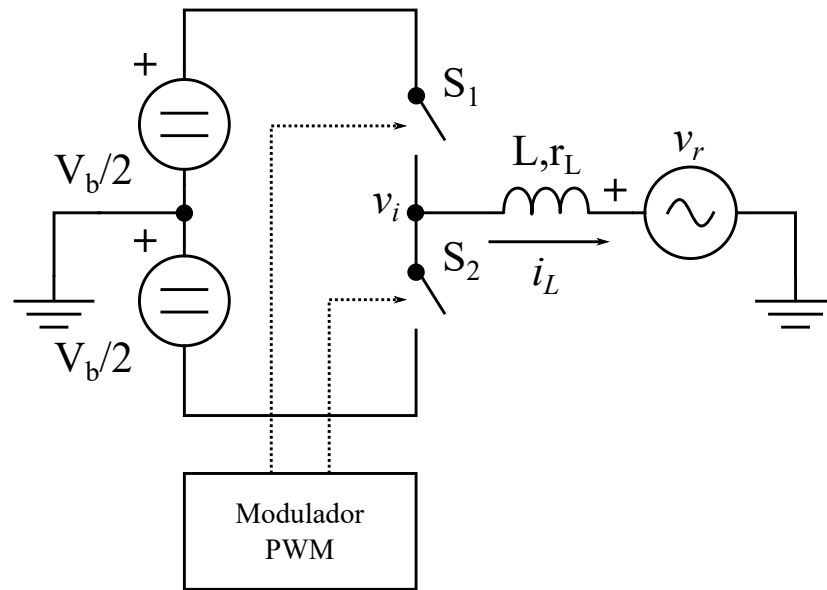 +
S₁
V_b/2
L,r_L
+
v_r
v_i
+
S₂
i_L
V_b/2
Modulador
PWM